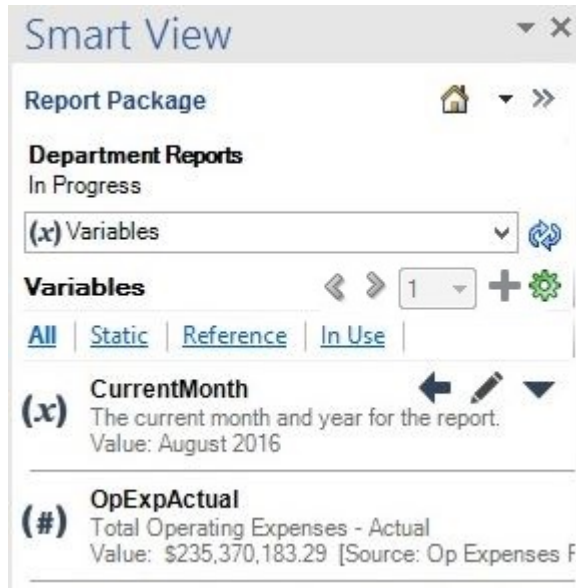 Smart View
Report Package
Department Reports
In Progress
(x) Variables
Variables 1
All Static Reference In Use
(x) CurrentMonth
The current month and year for the report.
Value: August 2016
(#) OpExpActual
Total Operating Expenses - Actual
Value: $235,370,183.29 [Source: Op Expenses F